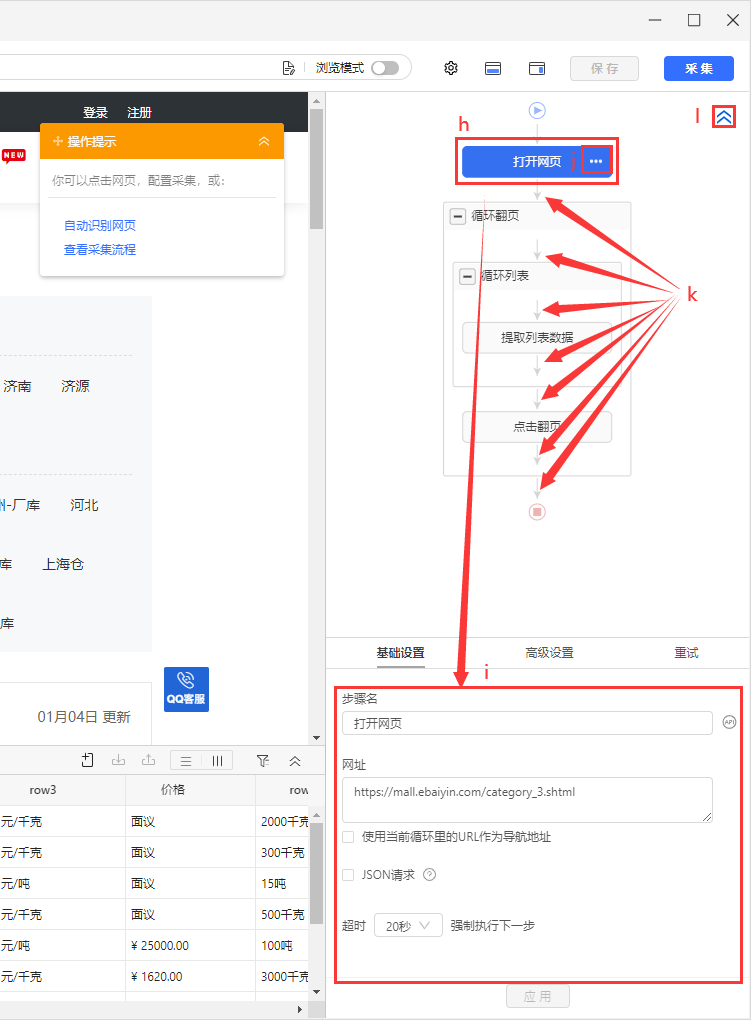 浏览模式
保存
采集
登录 注册
NEW
操作提示
你可以点击网页，配置采集，或：
自动识别网页
查看采集流程
济南 济源
厂库 河北
库 上海仓
库
QQ客服
01月04日 更新
row3 价格 row
元/千克 面议 2000千克
元/千克 面议 300千克
元/吨 面议 15吨
元/千克 面议 500千克
元/吨 ¥ 25000.00 100吨
元/千克 ¥ 1620.00 3000千克
h
l
打开网页 j
循环翻页
循环列表
k
提取列表数据
点击翻页
基础设置 高级设置 重试
i
步骤名
打开网页
API
网址
https://mall.ebaiyin.com/category_3.shtml
使用当前循环里的URL作为导航地址
JSON请求 ?
超时 20秒 强制执行下一步
应用